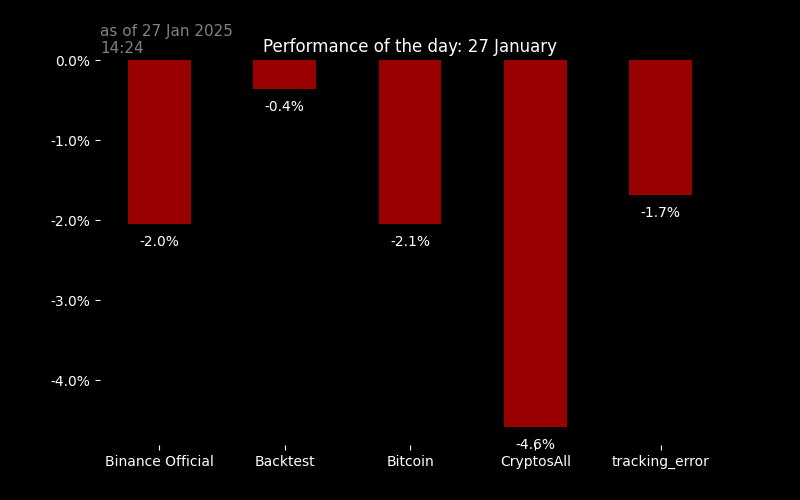 as of 27 Jan 2025
14:24
Performance of the day: 27 January
0.0%
-1.0%
-2.0%
-3.0%
-4.0%
-2.0%
-0.4%
-2.1%
-4.6%
-1.7%
Binance Official
Backtest
Bitcoin
CryptosAll
tracking_error